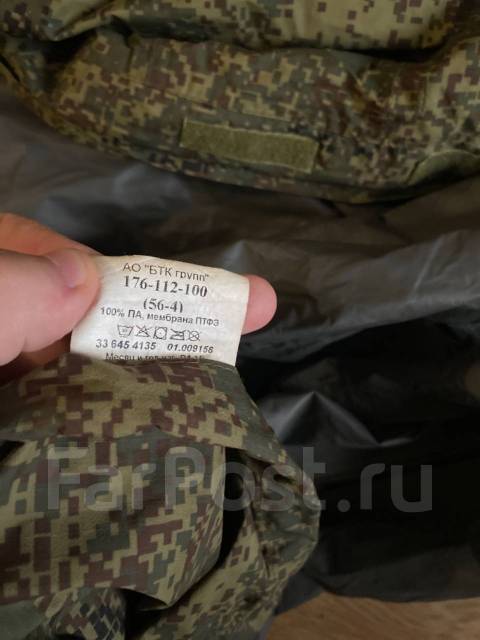 АО "БТК групп"
176-112-100
(56-4)
100% ПА, мембрана ПТФЭ
33 645 4135 01.009156
Месяц и
FarPost.ru